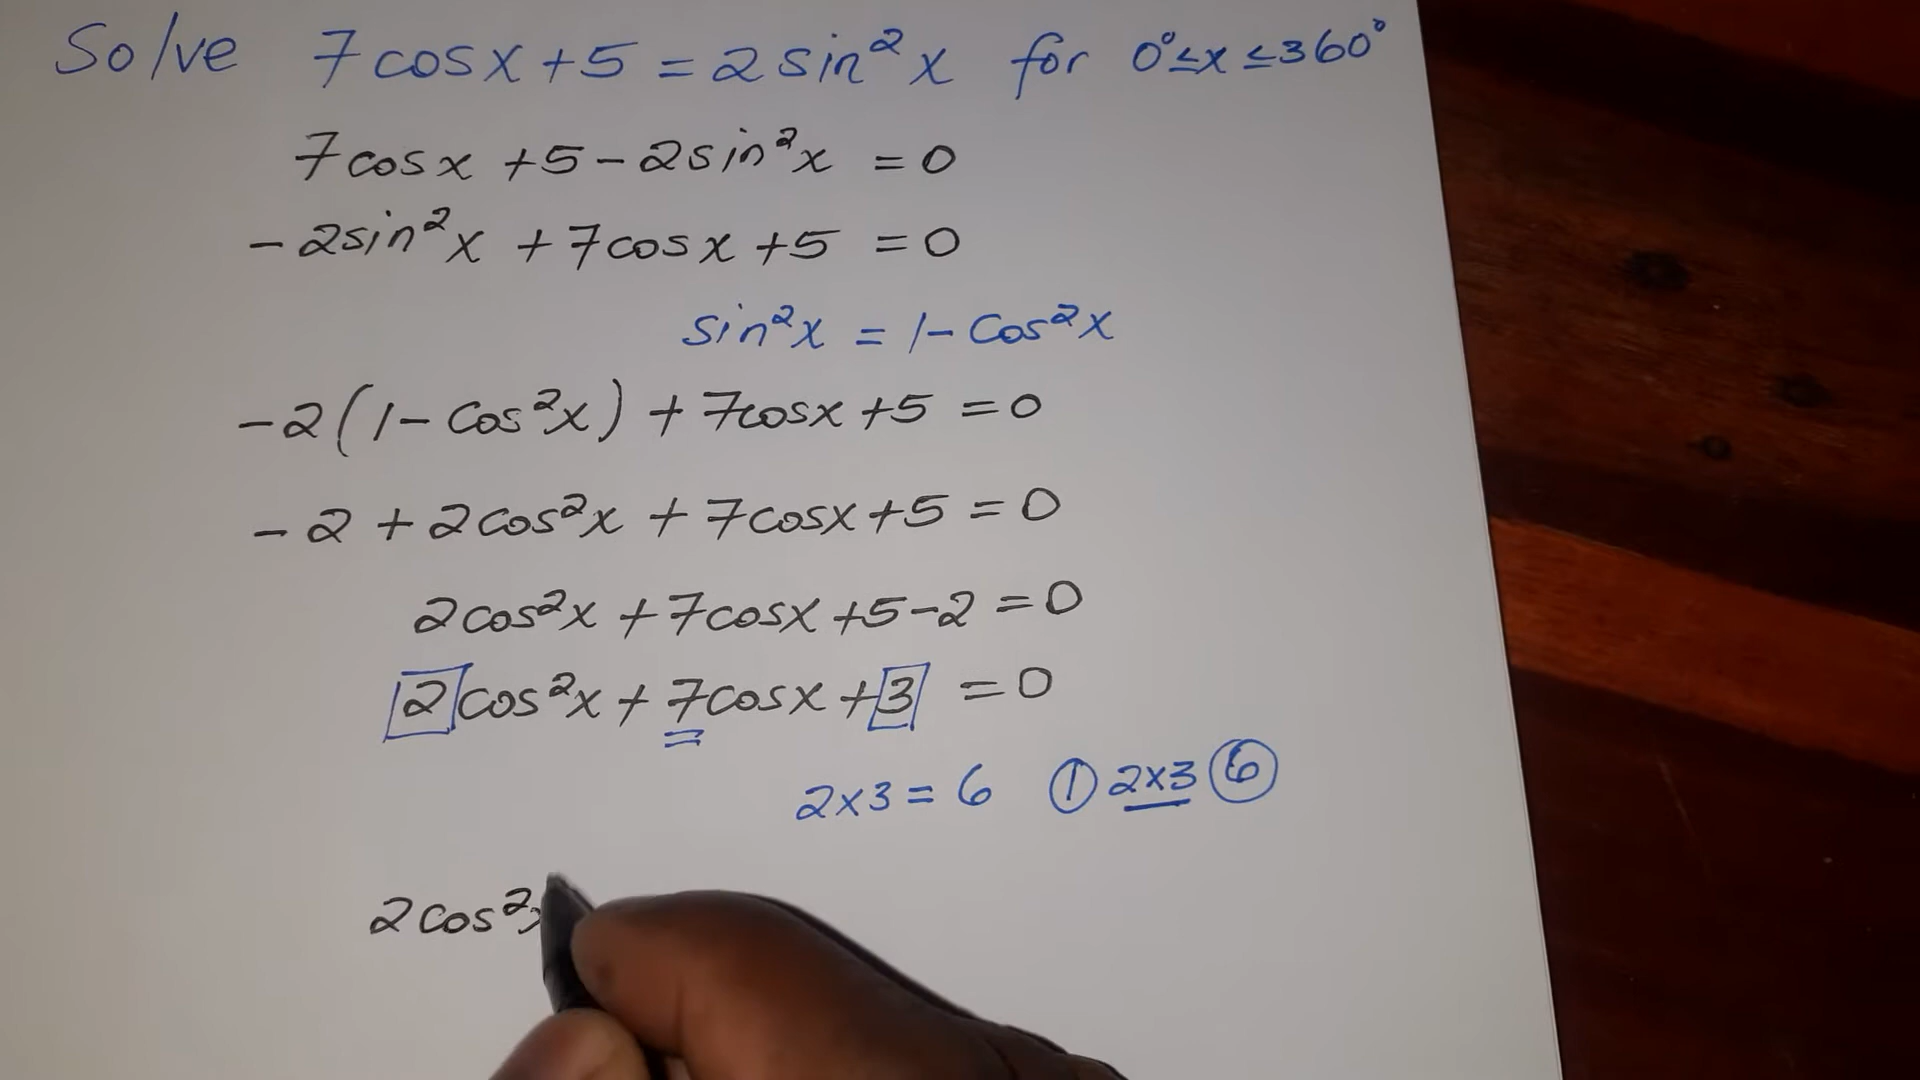 Solve 7cosx+5=2sin²x for 0°≤x≤360°
7cosx+5-2sin²x=0
-2sin²x+7cosx+5=0
sin²x=1-cos²x
-2(1-cos²x)+7cosx+5=0
-2+2cos²x+7cosx+5=0
2cos²x+7cosx+5-2=0
2cos²x+7cosx+3=0
2x3=6 1 2x3 6
2cos²